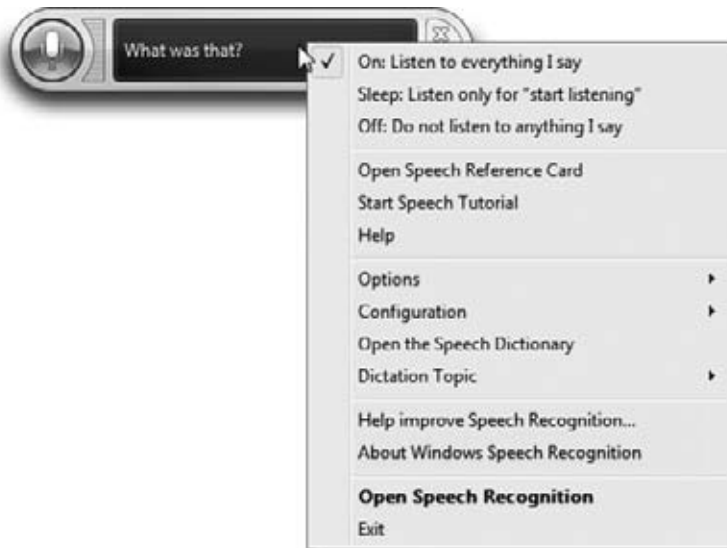 What was that?
On: Listen to everything I say
Sleep: Listen only for "start listening"
Off: Do not listen to anything I say
Open Speech Reference Card
Start Speech Tutorial
Help
Options
Configuration
Open the Speech Dictionary
Dictation Topic
Help improve Speech Recognition...
About Windows Speech Recognition
Open Speech Recognition
Exit